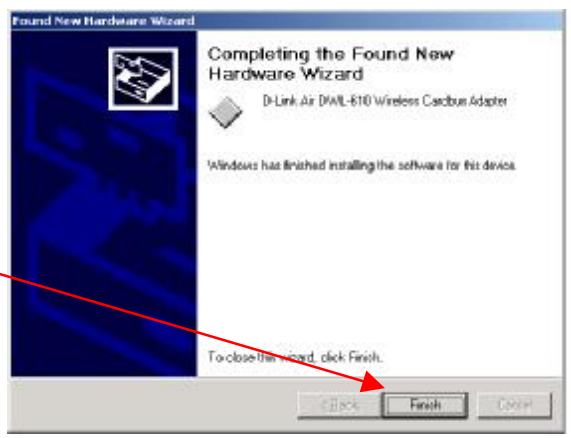 Found New Hardware Wizard
Completing the Found New
Hardware Wizard
D-Link Air DWL-610 Wireless Cardbus Adapter
Windows has finished installing the software for this device.
To close this wizard, click Finish.
< Back Finish Cancel